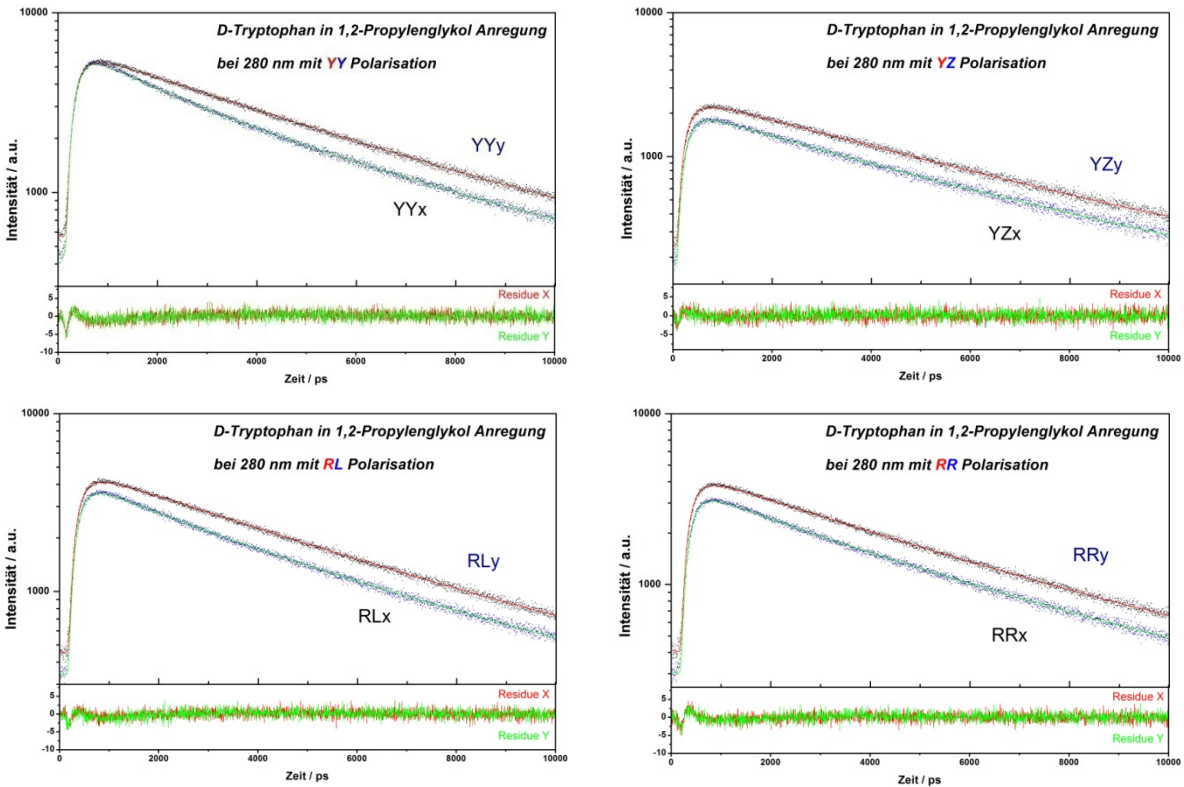 D-Tryptophan in 1,2-Propylenglykol Anregung
bei 280 nm mit YY Polarisation
10000
1000
Intensität / a.u.
YYy
YYx
Residue X
Residue Y
5
0
-5
-10
0
2000
4000
6000
8000
10000
Zeit / ps
D-Tryptophan in 1,2-Propylenglykol Anregung
bei 280 nm mit YZ Polarisation
10000
1000
Intensität / a.u.
YZy
YZx
Residue X
Residue Y
5
0
-5
-10
0
2000
4000
6000
8000
10000
Zeit / ps
D-Tryptophan in 1,2-Propylenglykol Anregung
bei 280 nm mit RL Polarisation
10000
1000
Intensität / a.u.
RLy
RLx
Residue X
Residue Y
5
0
-5
-10
0
2000
4000
6000
8000
10000
Zeit / ps
D-Tryptophan in 1,2-Propylenglykol Anregung
bei 280 nm mit RR Polarisation
10000
1000
Intensität / a.u.
RRy
RRx
Residue X
Residue Y
5
0
-5
-10
0
2000
4000
6000
8000
10000
Zeit / ps